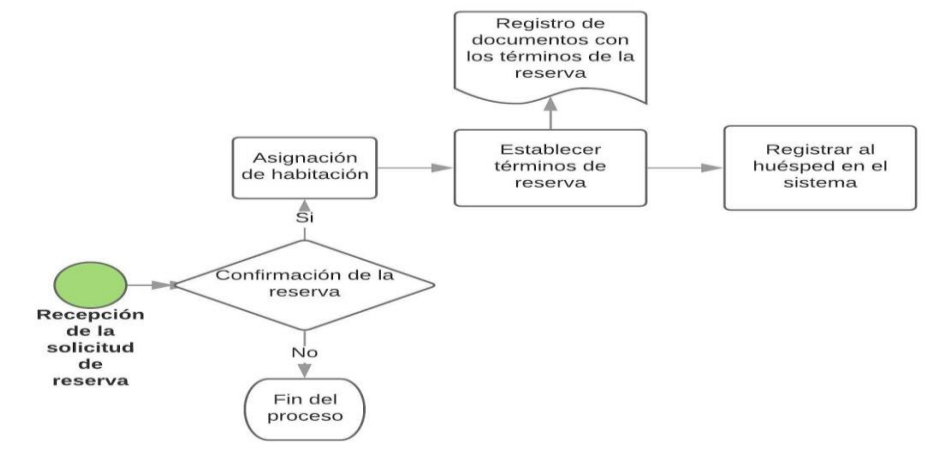 Registro de
documentos con
los términos de la
reserva
Asignación
de habitación
Establecer
términos de
reserva
Registrar al
huésped en el
sistema
Si
Confirmación de la
reserva
Recepción
de la
solicitud
de
reserva
No
Fin del
proceso